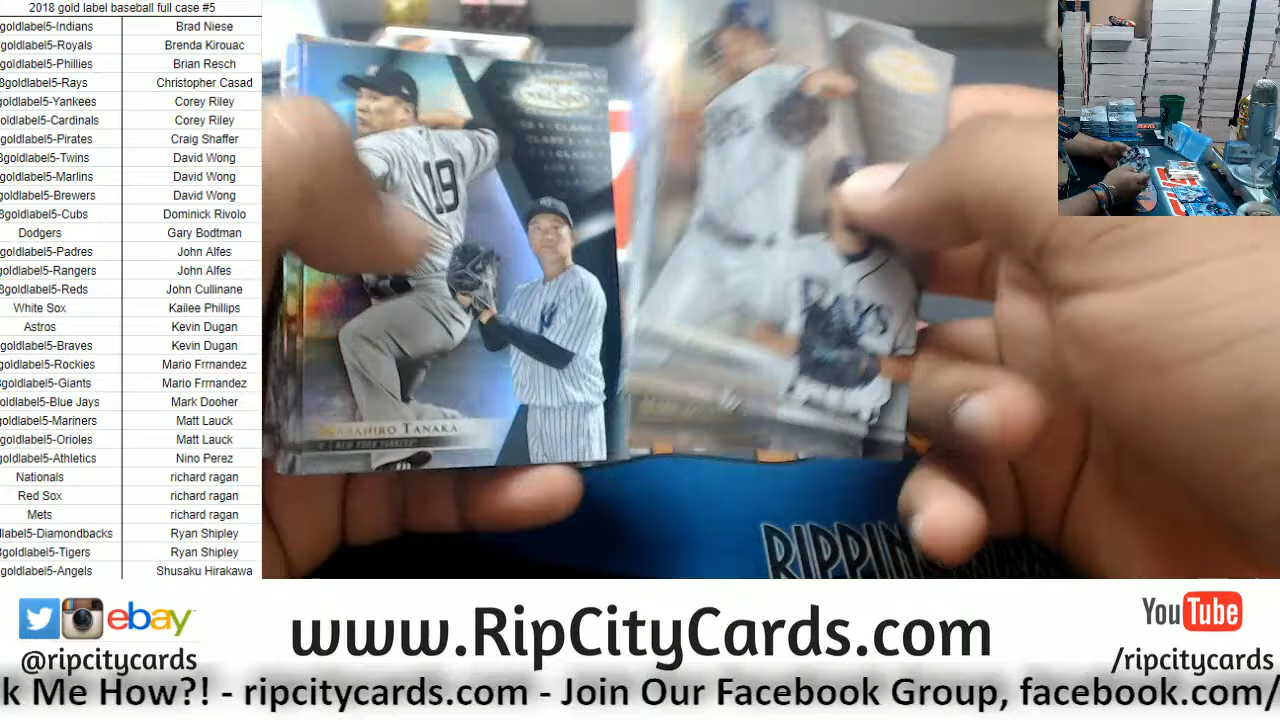 2018 gold label baseball full case #5
goldlabel5-Indians Brad Niese
goldlabel5-Royals Brenda Kirouac
goldlabel5-Phillies Brian Resch
8goldlabel5-Rays Christopher Casad
goldlabel5-Yankees Corey Riley
goldlabel5-Cardinals Corey Riley
goldlabel5-Pirates Craig Shaffer
8goldlabel5-Twins David Wong
goldlabel5-Marlins David Wong
goldlabel5-Brewers David Wong
8goldlabel5-Cubs Dominick Rivolo
Dodgers Gary Bodtman
goldlabel5-Padres John Alfes
goldlabel5-Rangers John Alfes
8goldlabel5-Reds John Cullinane
White Sox Kailee Phillips
Astros Kevin Dugan
goldlabel5-Braves Kevin Dugan
goldlabel5-Rockies Mario Frrnandez
goldlabel5-Giants Mario Frrnandez
oldlabel5-Blue Jays Mark Dooher
goldlabel5-Mariners Matt Lauck
goldlabel5-Orioles Matt Lauck
goldlabel5-Athletics Nino Perez
Nationals richard ragan
Red Sox richard ragan
Mets richard ragan
label5-Diamondbacks Ryan Shipley
goldlabel5-Tigers Ryan Shipley
goldlabel5-Angels Shusaku Hirakawa
19
MASAHIRO TANAKA
NEW YORK YANKEES
RAYS
RIPPIN
ebay
@ripcitycards
www.RipCityCards.com
YouTube
/ripcitycards
k Me How?! - ripcitycards.com - Join Our Facebook Group, facebook.com/